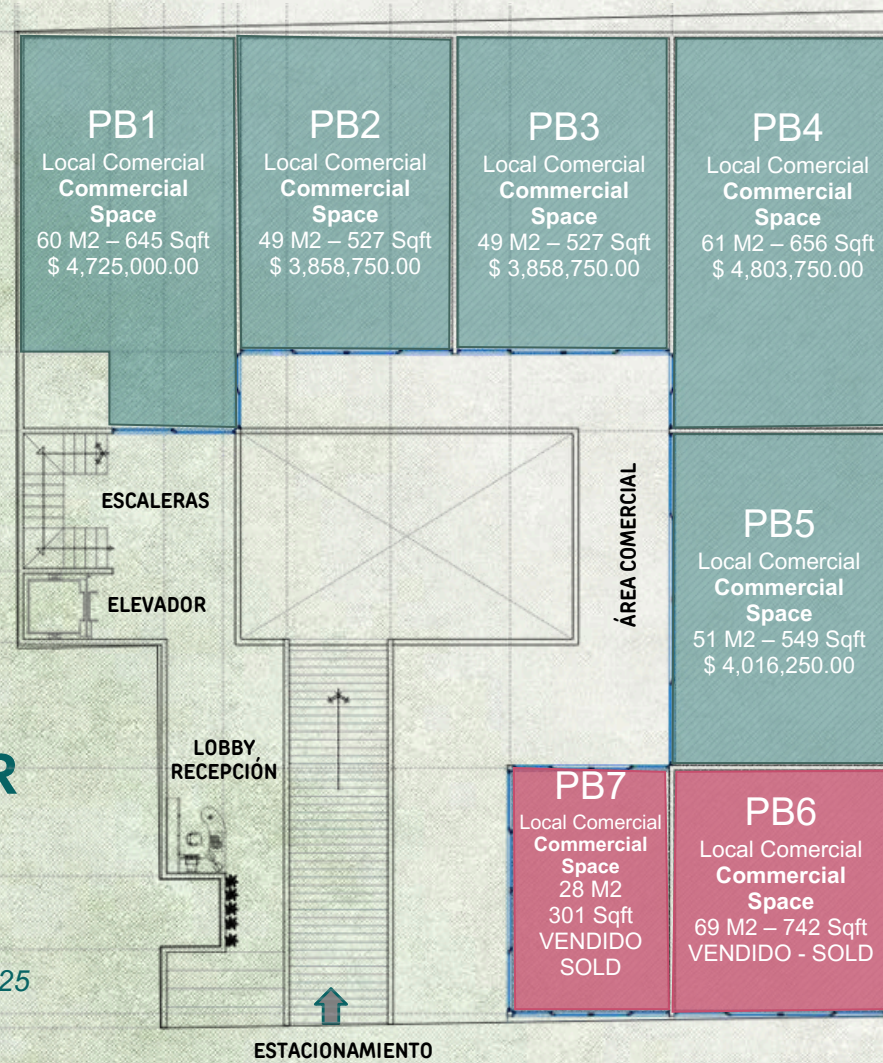 PB1
Local Comercial
Commercial
Space
60 M2 – 645 Sqft
$ 4,725,000.00
PB2
Local Comercial
Commercial
Space
49 M2 – 527 Sqft
$ 3,858,750.00
PB3
Local Comercial
Commercial
Space
49 M2 – 527 Sqft
$ 3,858,750.00
PB4
Local Comercial
Commercial
Space
61 M2 – 656 Sqft
$ 4,803,750.00
ESCALERAS
ELEVADOR
ÁREA COMERCIAL
PB5
Local Comercial
Commercial
Space
51 M2 – 549 Sqft
$ 4,016,250.00
LOBBY
RECEPCIÓN
R
PB7
Local Comercial
Commercial
Space
28 M2
301 Sqft
VENDIDO
SOLD
PB6
Local Comercial
Commercial
Space
69 M2 – 742 Sqft
VENDIDO - SOLD
25
ESTACIONAMIENTO